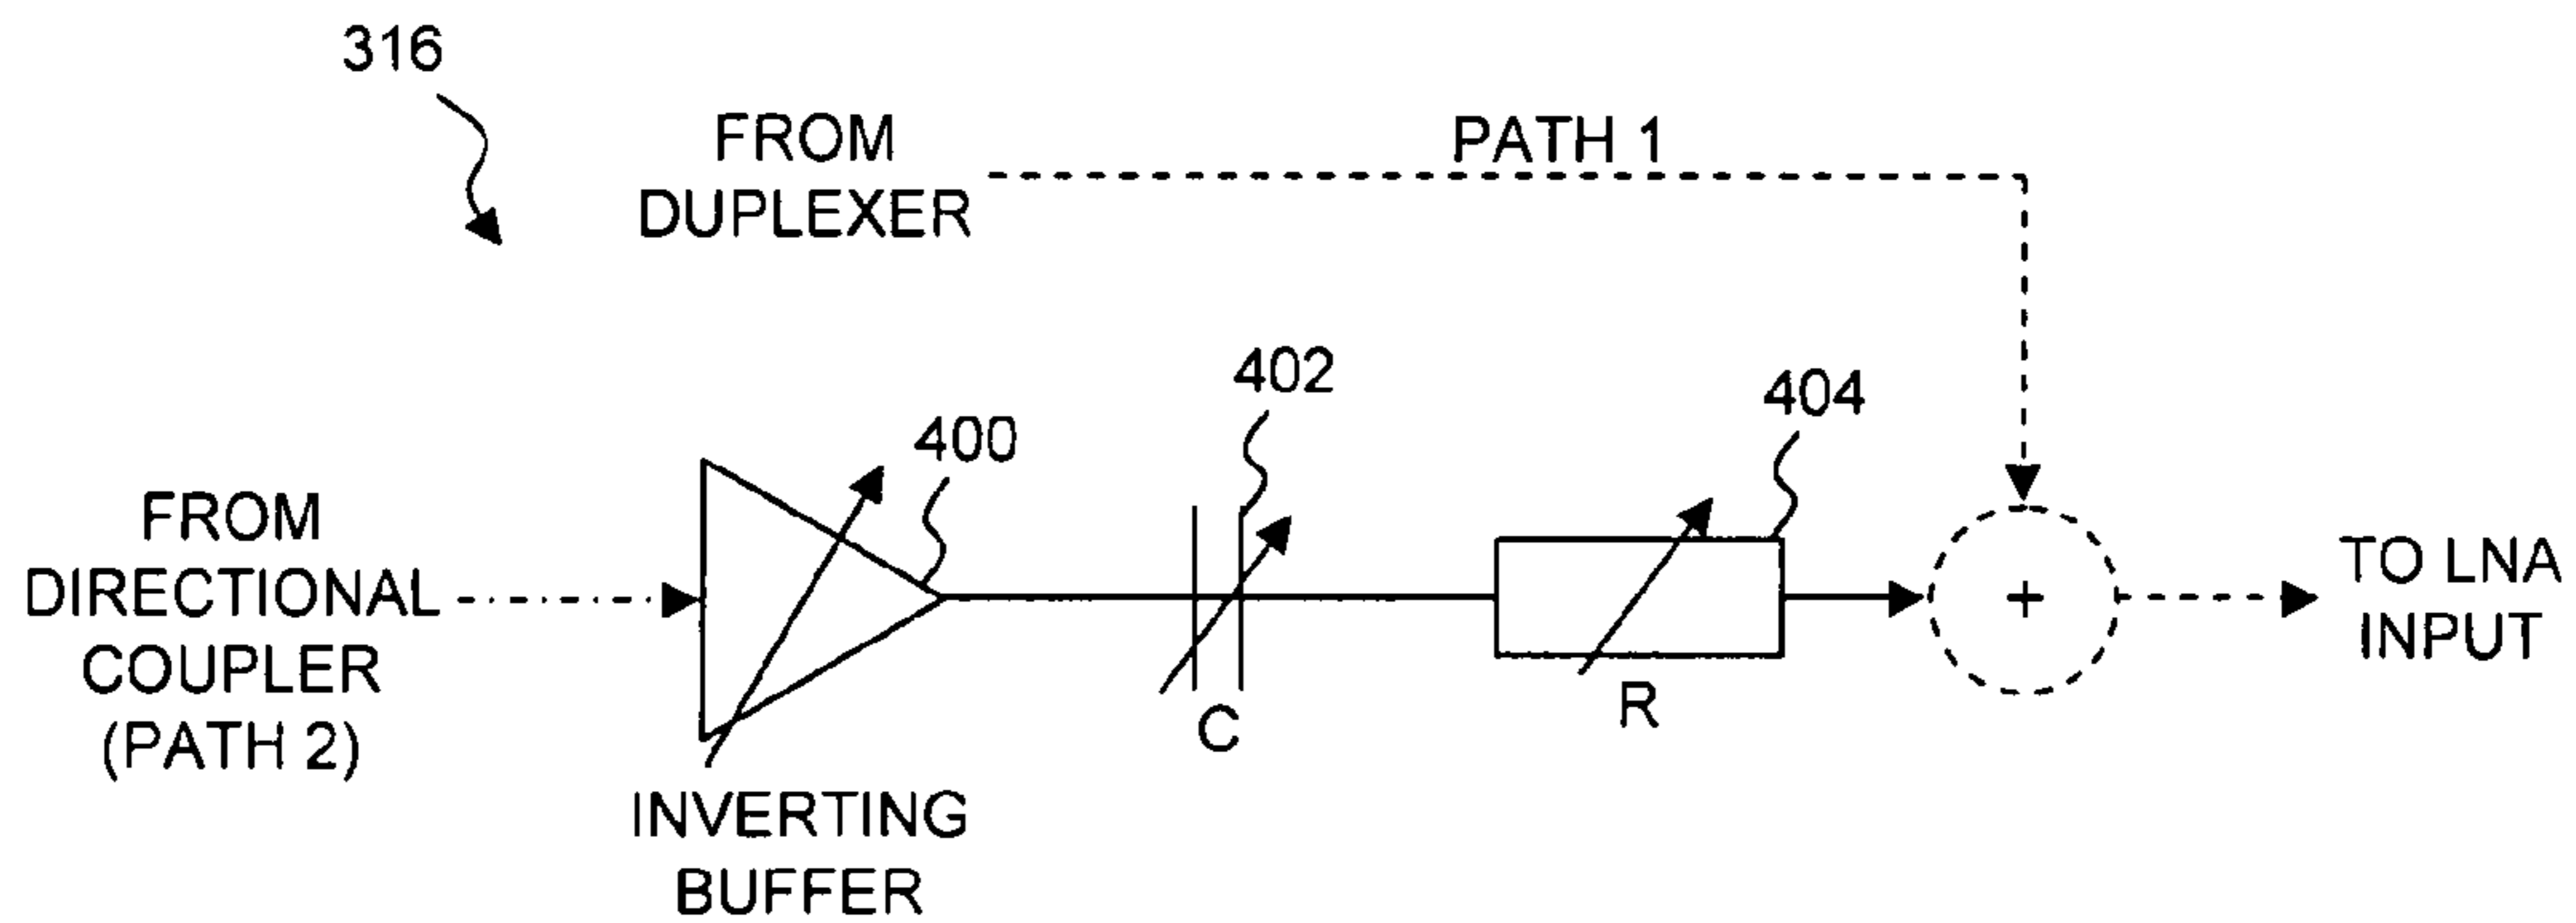 316
FROM
DUPLEXER
PATH 1
402
404
400
FROM
DIRECTIONAL
COUPLER
(PATH 2)
+
TO LNA
INPUT
C
R
INVERTING
BUFFER